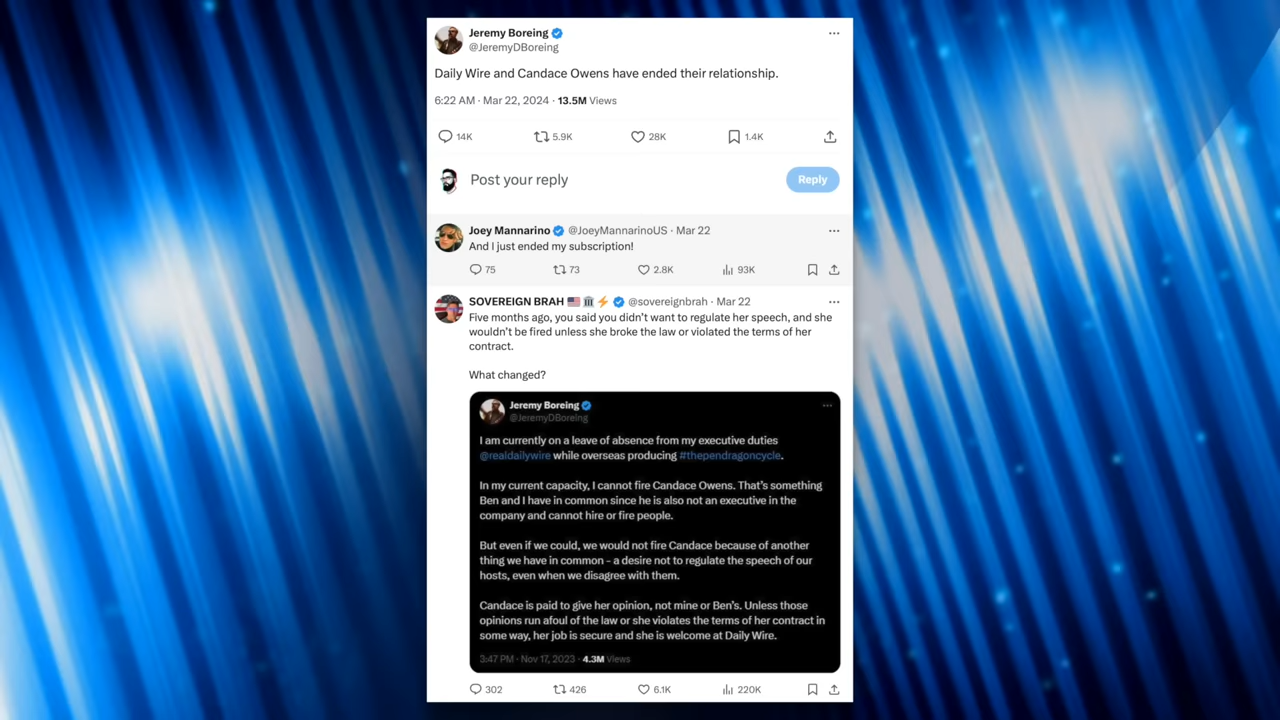 Jeremy Boreing
@JeremyDBoreing
Daily Wire and Candace Owens have ended their relationship.
6:22 AM · Mar 22, 2024 · 13.5M Views
14K 5.9K 28K 1.4K
Post your reply
Reply
Joey Mannarino @JoeyMannarinoUS · Mar 22
And I just ended my subscription!
75 73 2.8K 93K
SOVEREIGN BRAH 🇺🇸 🏛 ⚡ @sovereignbrah · Mar 22
Five months ago, you said you didn’t want to regulate her speech, and she
wouldn’t be fired unless she broke the law or violated the terms of her
contract.
What changed?
Jeremy Boreing
@JeremyDBoreing
I am currently on a leave of absence from my executive duties
@realdailywire while overseas producing #thependragoncycle.
In my current capacity, I cannot fire Candace Owens. That’s something
Ben and I have in common since he is also not an executive in the
company and cannot hire or fire people.
But even if we could, we would not fire Candace because of another
thing we have in common – a desire not to regulate the speech of our
hosts, even when we disagree with them.
Candace is paid to give her opinion, not mine or Ben’s. Unless those
opinions run afoul of the law or she violates the terms of her contract in
some way, her job is secure and she is welcome at Daily Wire.
3:47 PM · Nov 17, 2023 · 4.3M Views
302 426 6.1K 220K